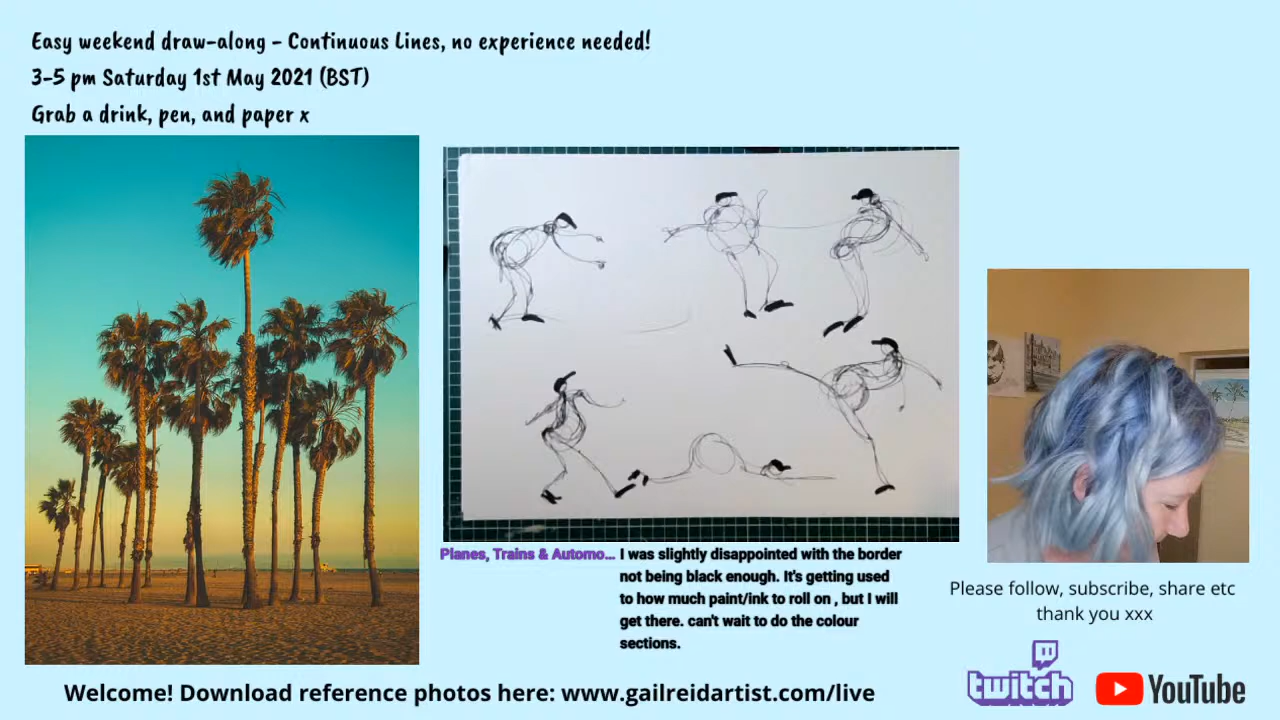 Easy weekend draw-along - Continuous Lines, no experience needed!
3-5 pm Saturday 1st May 2021 (BST)
Grab a drink, pen, and paper x
Planes, Trains & Automo... I was slightly disappointed with the border
not being black enough. It's getting used
to how much paint/ink to roll on , but I will
get there. can't wait to do the colour
sections.
Please follow, subscribe, share etc
thank you xxx
twitch
YouTube
Welcome! Download reference photos here: www.gailreidartist.com/live